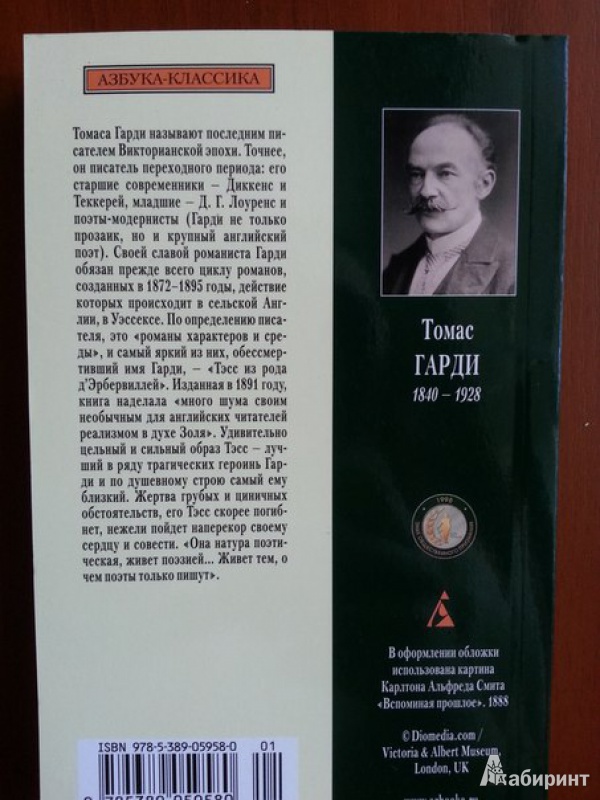 АЗБУКА-КЛАССИКА
Томаса Гарди называют последним пи-
сателем Викторианской эпохи. Точнее,
он писатель переходного периода: его
старшие современники – Диккенс и
Теккерей, младшие – Д. Г. Лоуренс и
поэты-модернисты (Гарди не только
прозаик, но и крупный английский
поэт). Своей славой романиста Гарди
обязан прежде всего циклу романов,
созданных в 1872–1895 годы, действие
которых происходит в сельской Анг-
лии, в Уэссексе. По определению писа-
теля, это «романы характеров и сре-
ды», и самый яркий из них, обессмер-
тивший имя Гарди, – «Тэсс из рода
д’Эрбервиллей». Изданная в 1891 году,
книга наделала «много шума своим
необычным для английских читателей
реализмом в духе Золя». Удивительно
цельный и сильный образ Тэсс – луч-
ший в ряду трагических героинь Гар-
ди и по душевному строю самый ему
близкий. Жертва грубых и циничных
обстоятельств, его Тэсс скорее погиб-
нет, нежели пойдет наперекор своему
сердцу и совести. «Она натура поэти-
ческая, живет поэзией... Живет тем, о
чем поэты только пишут».
ISBN 978-5-389-05958-0
01
Томас
ГАРДИ
1840 – 1928
1998
В оформлении обложки
использована картина
Карлтона Альфреда Смита
«Вспоминая прошлое». 1888
© Diomedia.com /
Victoria & Albert Museum,
London, UK
Лабиринт